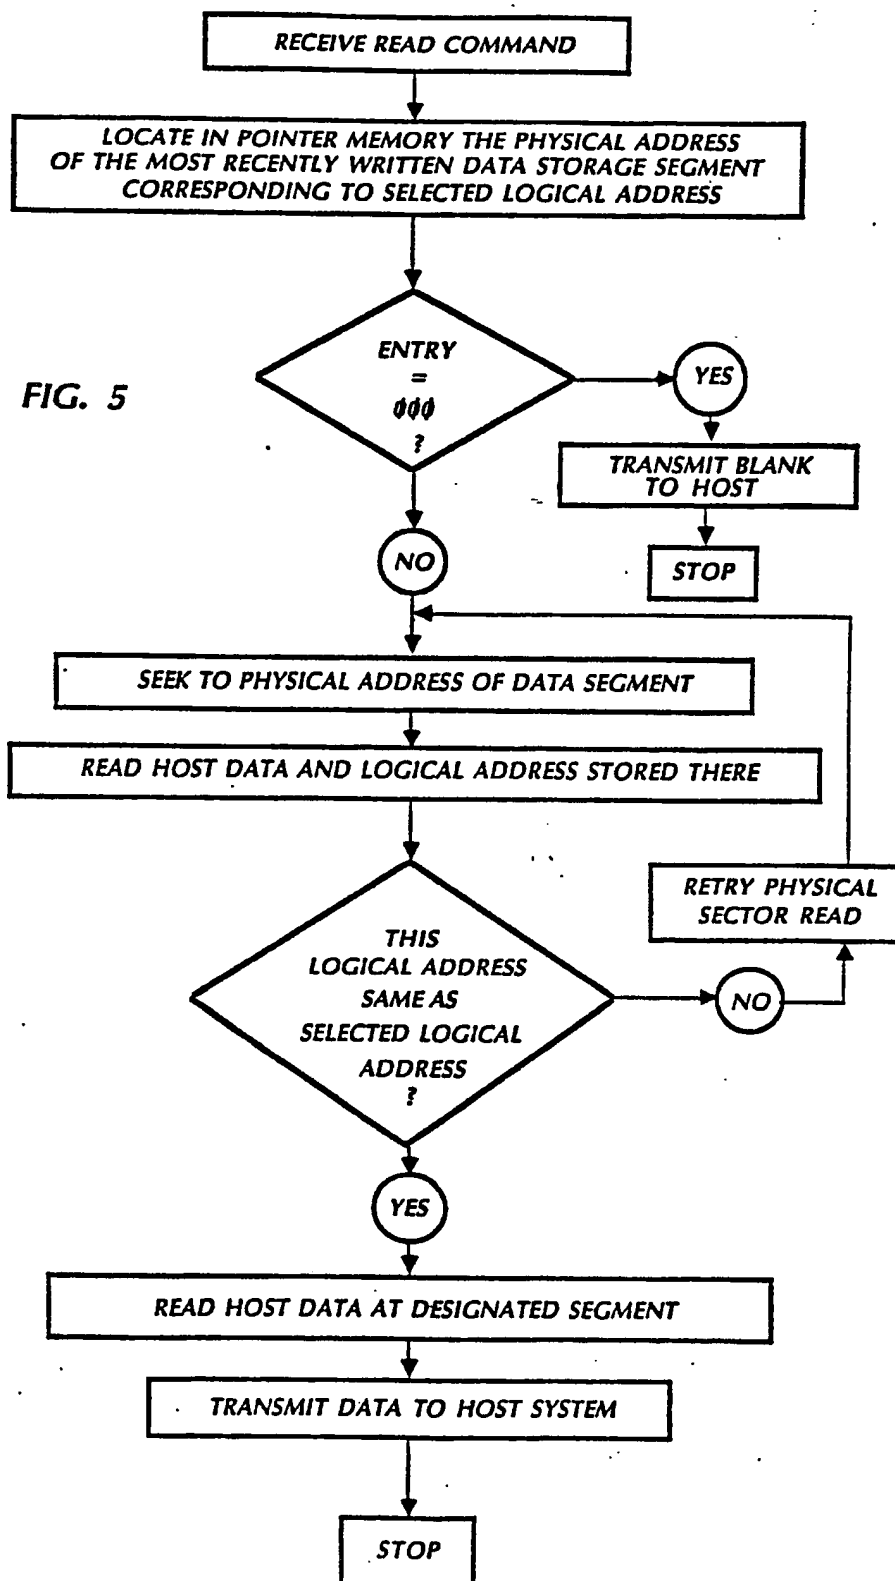 RECEIVE READ COMMAND
LOCATE IN POINTER MEMORY THE PHYSICAL ADDRESS
OF THE MOST RECENTLY WRITTEN DATA STORAGE SEGMENT
CORRESPONDING TO SELECTED LOGICAL ADDRESS
ENTRY
=
φφφ
?
YES
FIG. 5
TRANSMIT BLANK
TO HOST
STOP
NO
SEEK TO PHYSICAL ADDRESS OF DATA SEGMENT
READ HOST DATA AND LOGICAL ADDRESS STORED THERE
RETRY PHYSICAL
SECTOR READ
THIS
LOGICAL ADDRESS
SAME AS
SELECTED LOGICAL
ADDRESS
?
NO
YES
READ HOST DATA AT DESIGNATED SEGMENT
TRANSMIT DATA TO HOST SYSTEM
STOP